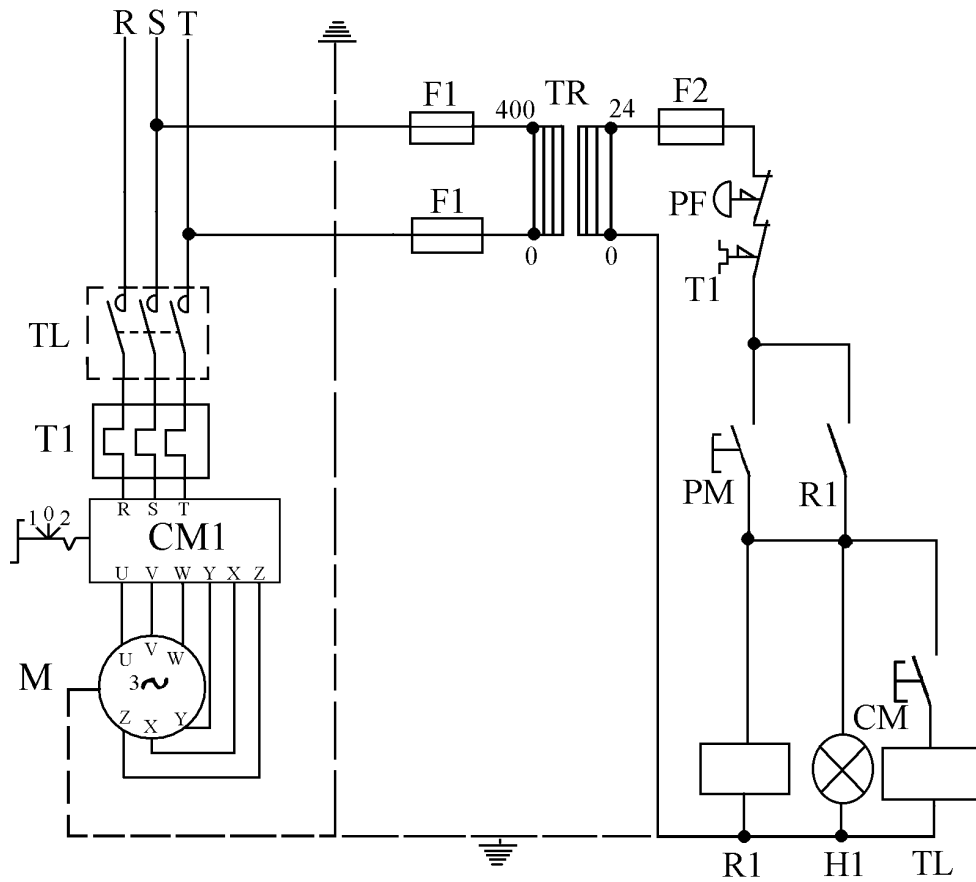 R S T
F1
400
TR
24
F2
F1
0
0
PF
T1
TL
T1
R S T
1 0 2
CM1
U V W Y X Z
PM
R1
M
U V W
3~
Z X Y
CM
R1
H1
TL